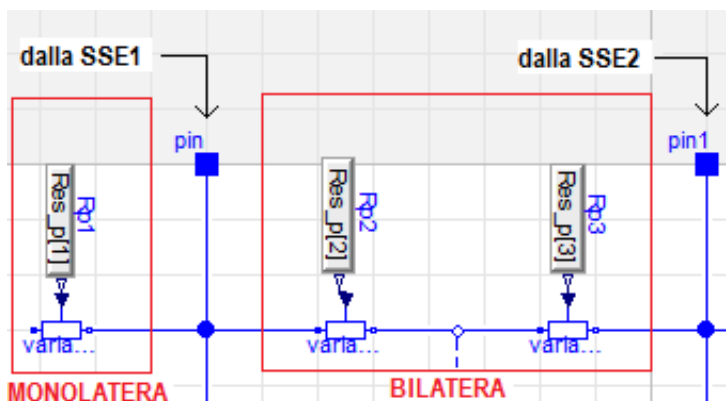 dalla SSE1
dalla SSE2
pin
pin1
Res_p[1]
Rp1
Res_p[2]
Rp2
Res_p[3]
Rp3
varia...
varia...
varia...
MONOLATERA
BILATERA